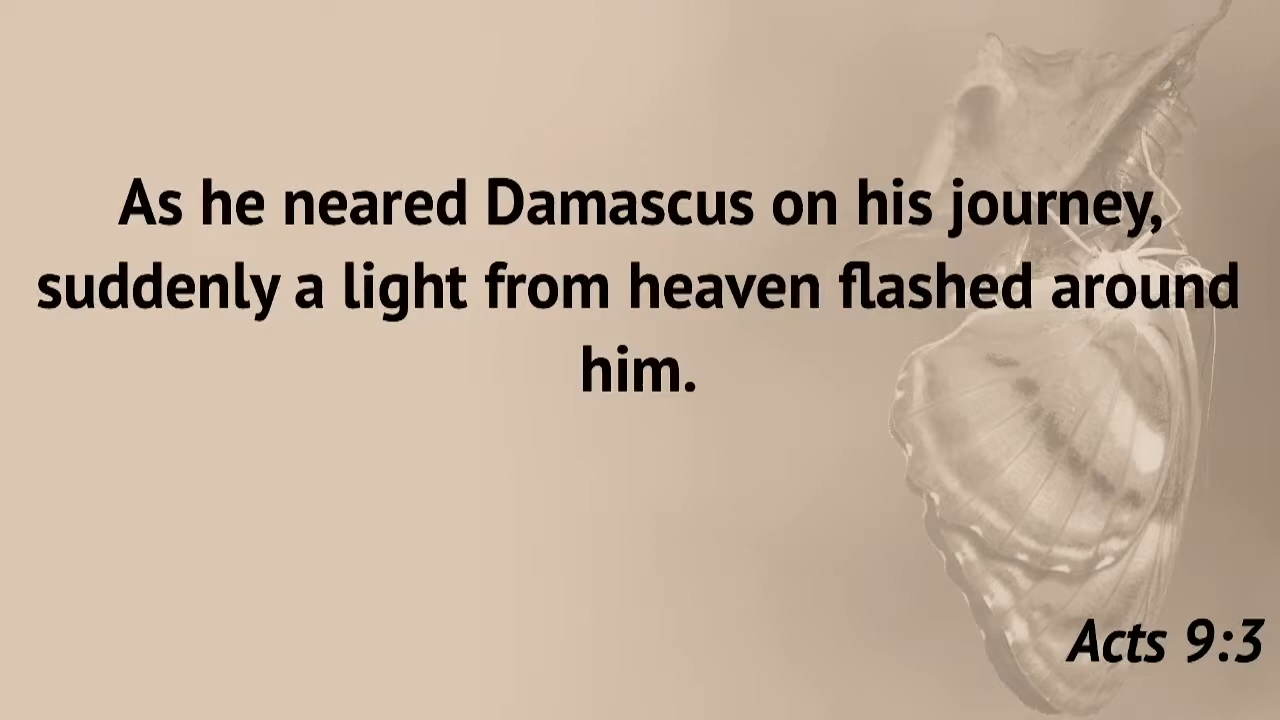 As he neared Damascus on his journey,
suddenly a light from heaven flashed around
him.
Acts 9:3